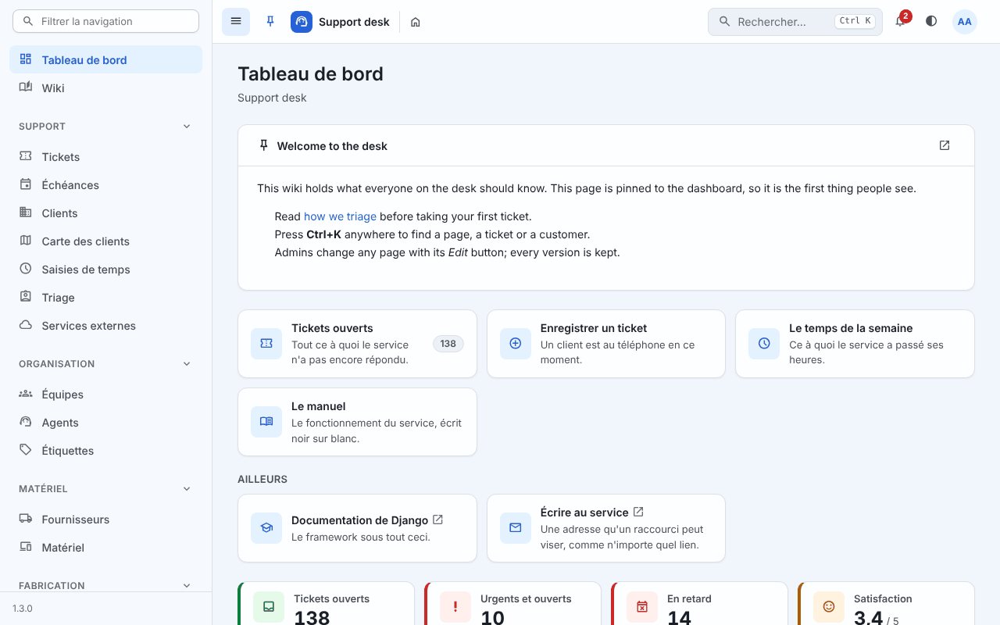 Filtrer la navigation
Tableau de bord
Wiki
SUPPORT
Tickets
Échéances
Clients
Carte des clients
Saisies de temps
Triage
Services externes
ORGANISATION
Équipes
Agents
Étiquettes
MATÉRIEL
Fournisseurs
Matériel
FABRICATION
1.3.0
Support desk
Rechercher...
Ctrl K
2
AA
Tableau de bord
Support desk
Welcome to the desk
This wiki holds what everyone on the desk should know. This page is pinned to the dashboard, so it is the first thing people see.
Read how we triage before taking your first ticket.
Press Ctrl+K anywhere to find a page, a ticket or a customer.
Admins change any page with its Edit button; every version is kept.
Tickets ouverts
Tout ce à quoi le service
n'a pas encore répondu.
138
Enregistrer un ticket
Un client est au téléphone en ce
moment.
Le temps de la semaine
Ce à quoi le service a passé ses
heures.
Le manuel
Le fonctionnement du service, écrit
noir sur blanc.
AILLEURS
Documentation de Django
Le framework sous tout ceci.
Écrire au service
Une adresse qu'un raccourci peut
viser, comme n'importe quel lien.
Tickets ouverts
138
Urgents et ouverts
10
En retard
14
Satisfaction
3,4 / 5